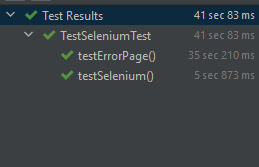 Test Results 41 sec 83 ms
TestSeleniumTest 41 sec 83 ms
testErrorPage() 35 sec 210 ms
testSelenium() 5 sec 873 ms